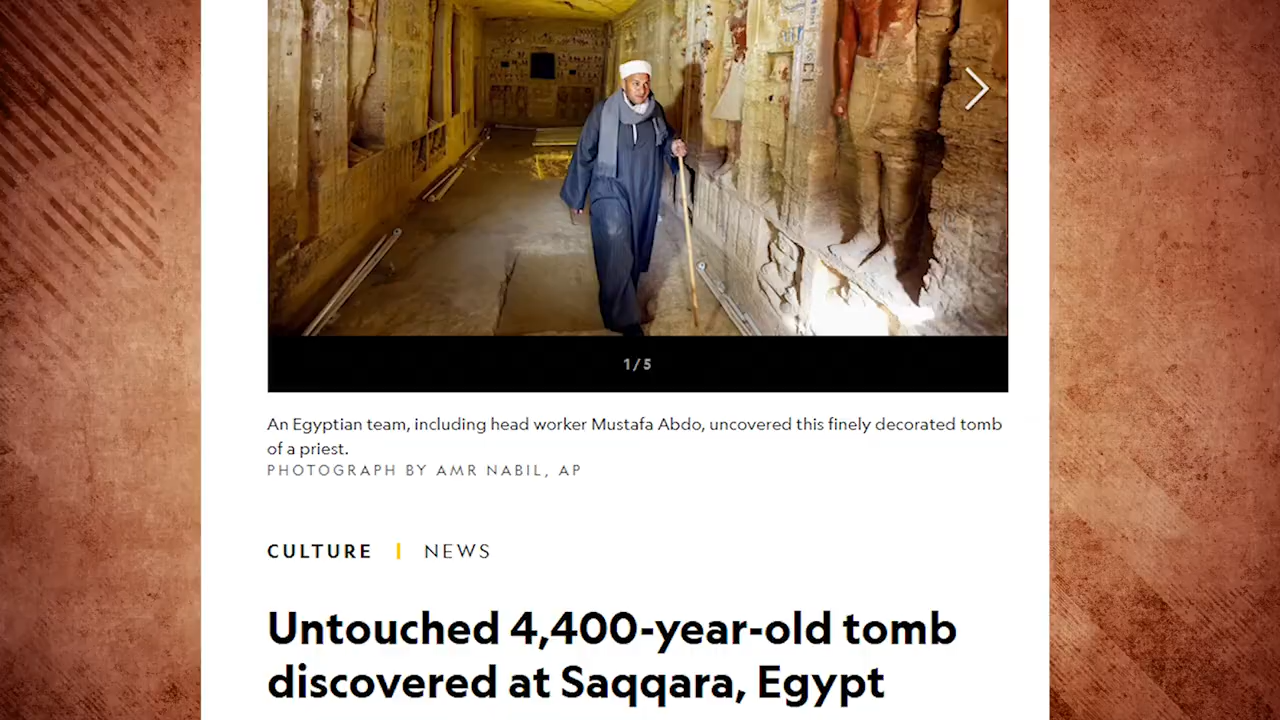 1/5
An Egyptian team, including head worker Mustafa Abdo, uncovered this finely decorated tomb
of a priest.
PHOTOGRAPH BY AMR NABIL, AP
CULTURE | NEWS
Untouched 4,400-year-old tomb
discovered at Saqqara, Egypt